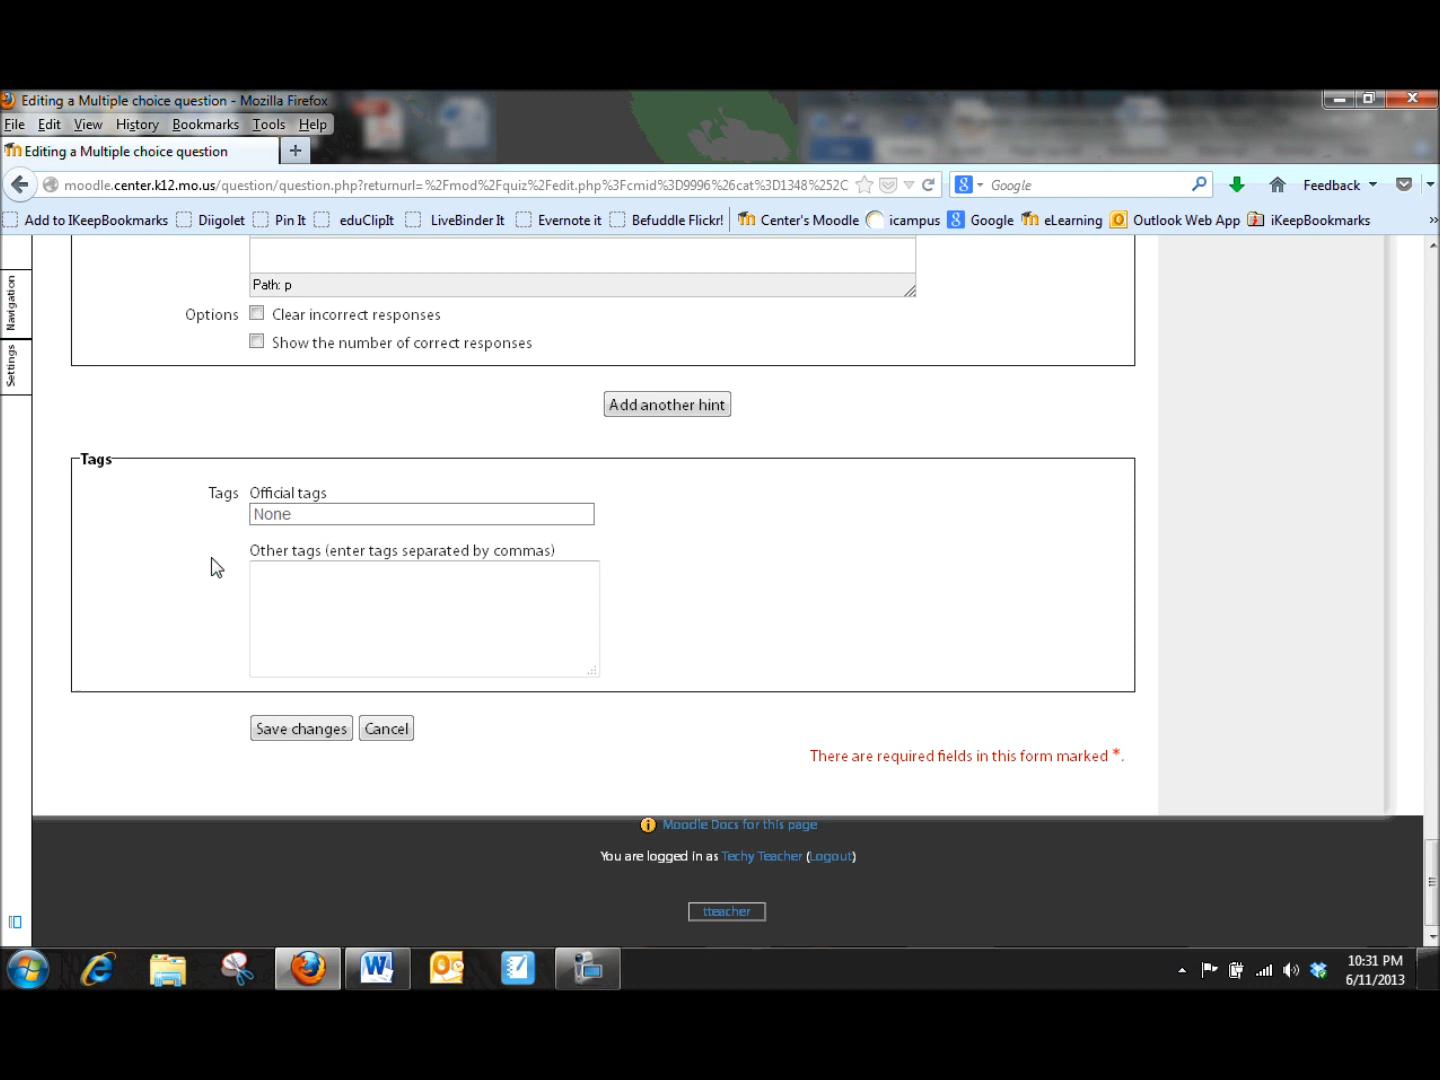 Editing a Multiple choice question - Mozilla Firefox
File Edit View History Bookmarks Tools Help
Editing a Multiple choice question
moodle.center.k12.mo.us/question/question.php?returnurl=%2Fmod%2Fquiz%2Fedit.php%3Fcmid%3D9996%26cat%3D1348%252C
Google
Feedback
Add to IKeepBookmarks Diigolet Pin It eduClipIt LiveBinder It Evernote it Befuddle Flickr! Center's Moodle icampus Google eLearning Outlook Web App iKeepBookmarks
Navigation
Settings
Path: p
Options Clear incorrect responses
Show the number of correct responses
Add another hint
Tags
Tags Official tags
None
Other tags (enter tags separated by commas)
Save changes Cancel
There are required fields in this form marked *.
Moodle Docs for this page
You are logged in as Techy Teacher (Logout)
tteacher
10:31 PM
6/11/2013